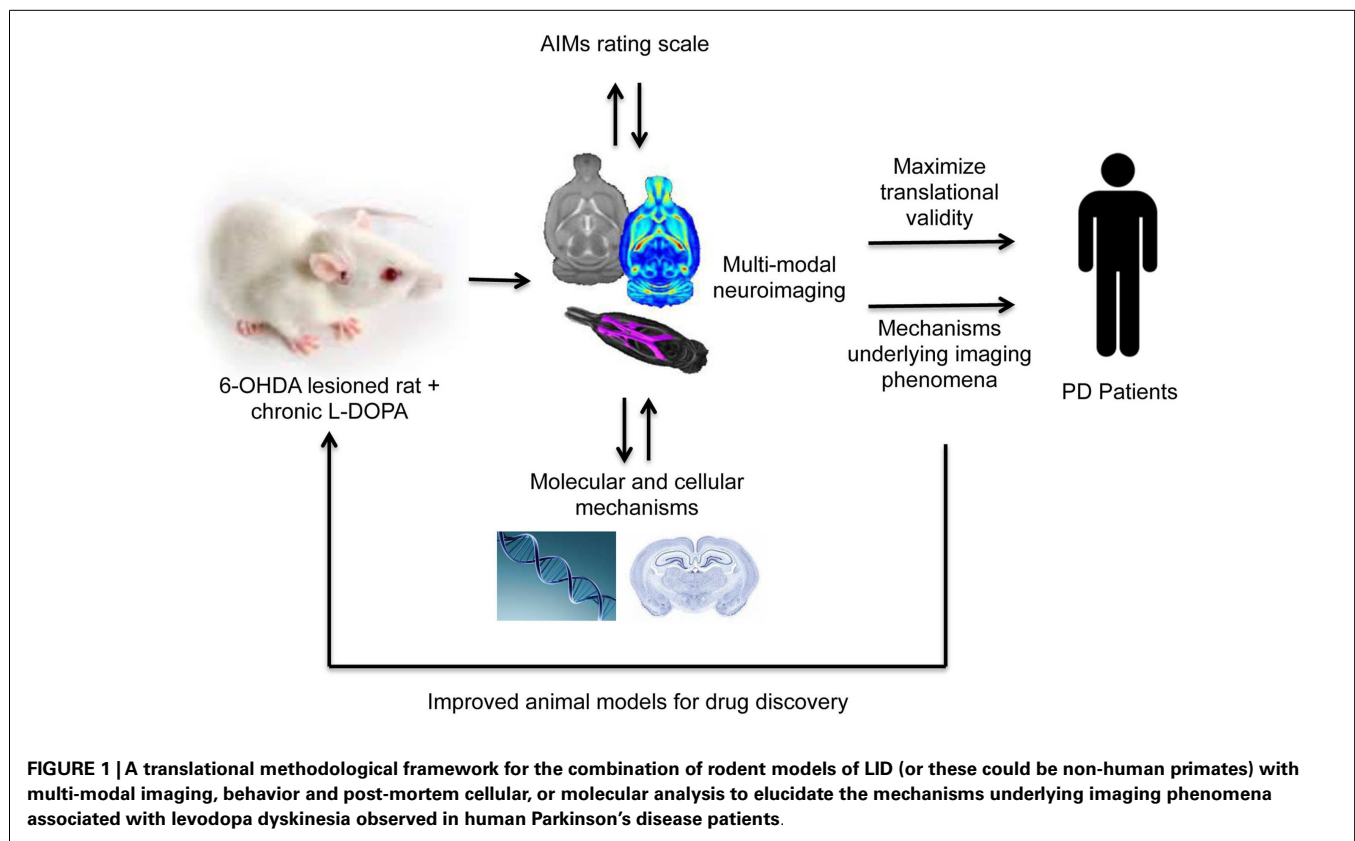 AIMs rating scale
Maximize
translational
validity
Multi-modal
neuroimaging
Mechanisms
underlying imaging
phenomena
6-OHDA lesioned rat +
chronic L-DOPA
PD Patients
Molecular and cellular
mechanisms
Improved animal models for drug discovery
FIGURE 1 | A translational methodological framework for the combination of rodent models of LID (or these could be non-human primates) with
multi-modal imaging, behavior and post-mortem cellular, or molecular analysis to elucidate the mechanisms underlying imaging phenomena
associated with levodopa dyskinesia observed in human Parkinson's disease patients.